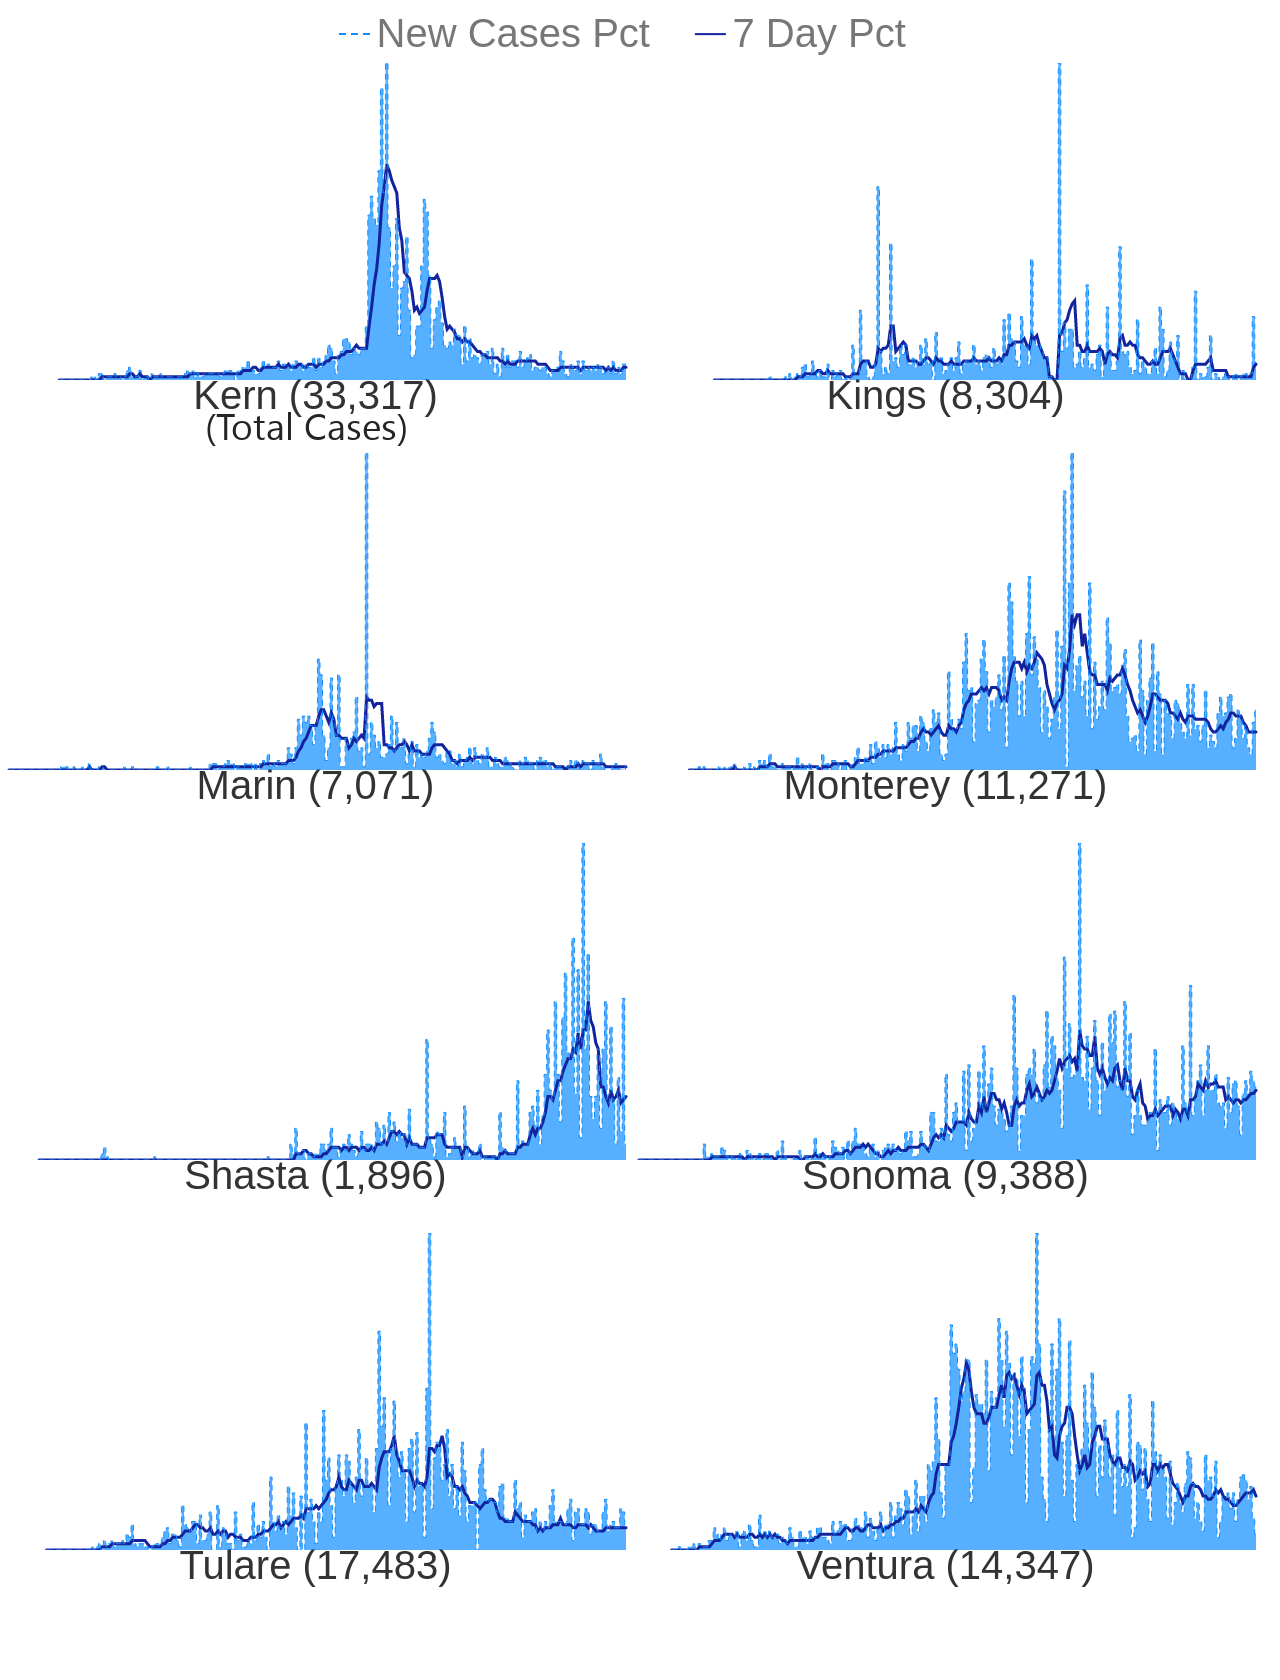 New Cases Pct 7 Day Pct
Kern (33,317) Kings (8,304)
(Total Cases)
Marin (7,071) Monterey (11,271)
Shasta (1,896) Sonoma (9,388)
Tulare (17,483) Ventura (14,347)